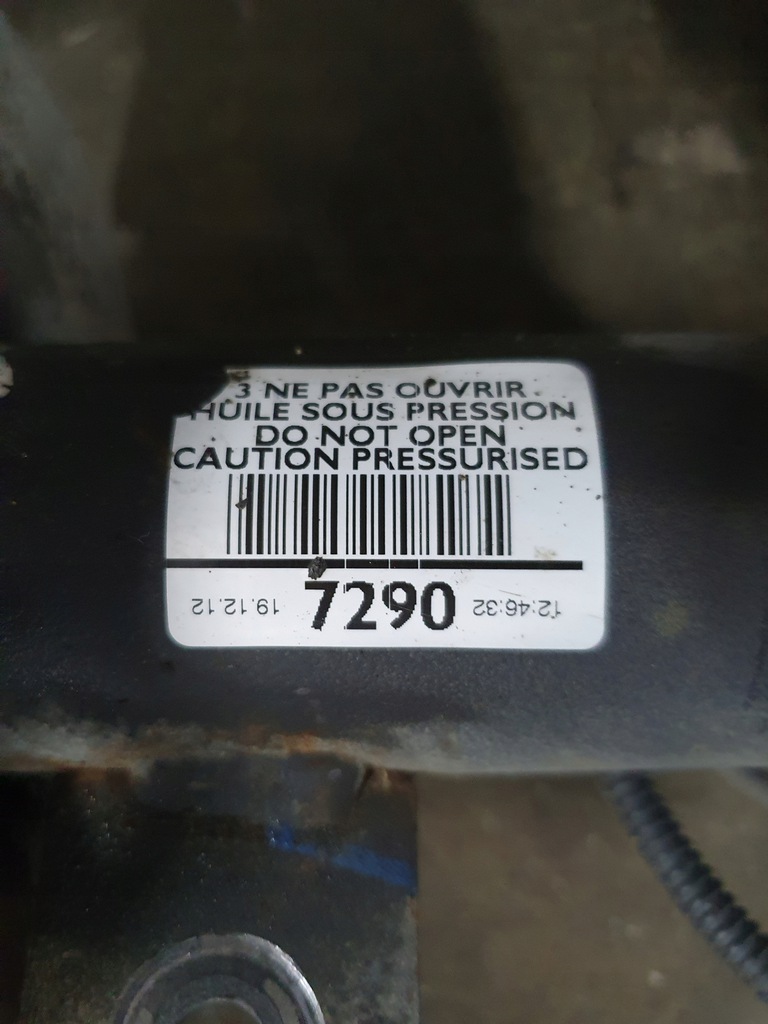 3 NE PAS OUVRIR
HUILE SOUS PRESSION
DO NOT OPEN
CAUTION PRESSURISED
19.12.12 7290 12:46:32